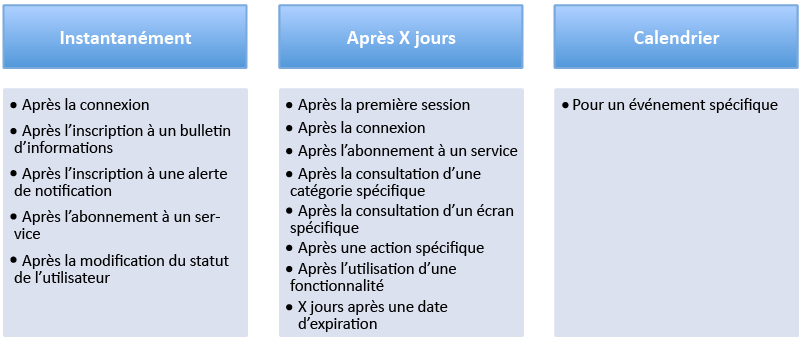 Instantanément
• Après la connexion
• Après l’inscription à un bulletin
d’informations
• Après l’inscription à une alerte
de notification
• Après l’abonnement à un ser-
vice
• Après la modification du statut
de l’utilisateur
Après X jours
• Après la première session
• Après la connexion
• Après l’abonnement à un service
• Après la consultation d’une
catégorie spécifique
• Après la consultation d’un écran
spécifique
• Après une action spécifique
• Après l’utilisation d’une
fonctionnalité
• X jours après une date
d’expiration
Calendrier
• Pour un événement spécifique